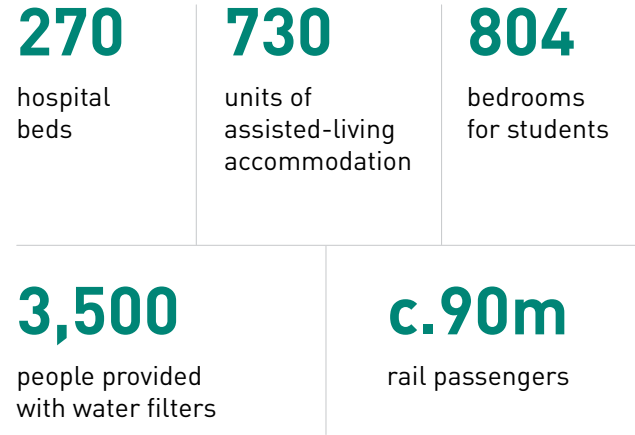 270
hospital
beds
730
units of
assisted-living
accommodation
804
bedrooms
for students
3,500
people provided
with water filters
c.90m
rail passengers